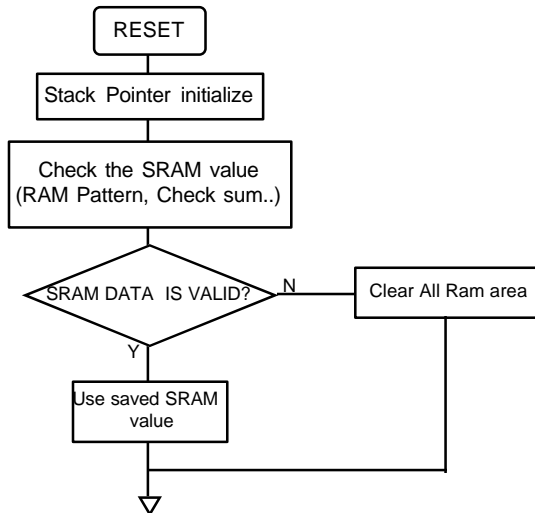 RESET
Stack Pointer initialize
Check the SRAM value
(RAM Pattern, Check sum..)
SRAM DATA IS VALID?
N
Clear All Ram area
Y
Use saved SRAM
value